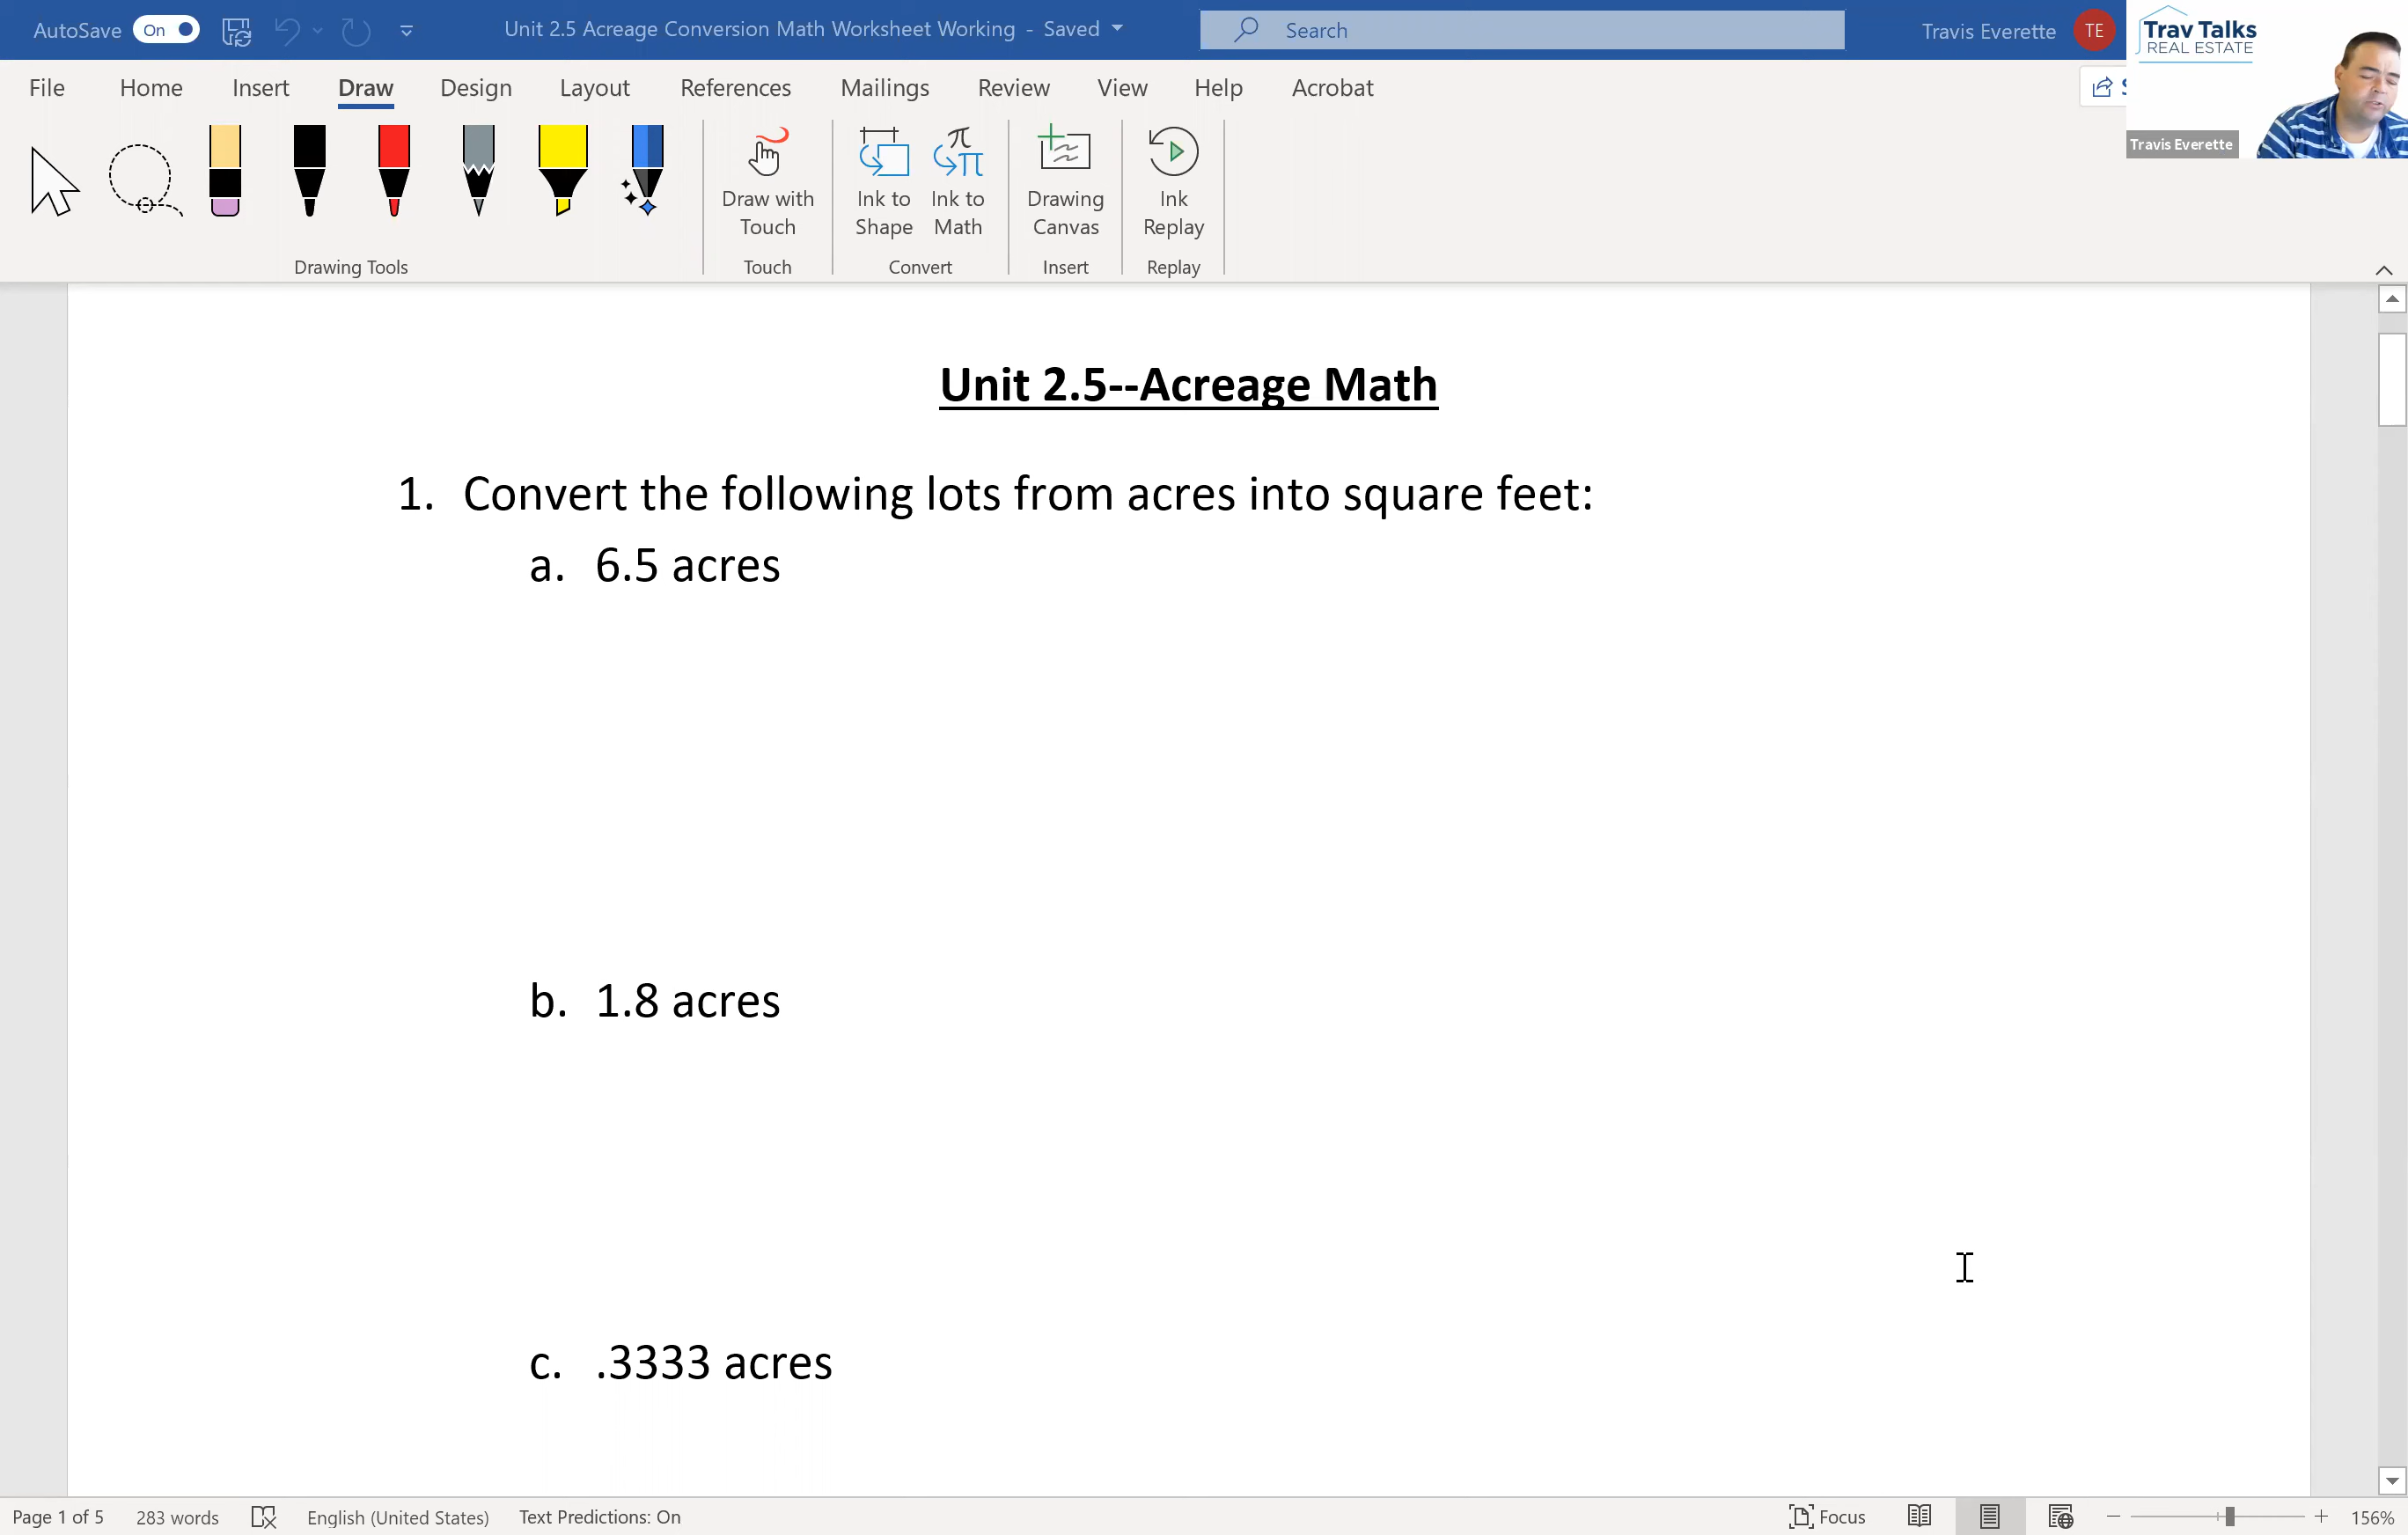 AutoSave On
Unit 2.5 Acreage Conversion Math Worksheet Working - Saved
Search
Travis Everette
TE
Trav Talks
REAL ESTATE
Travis Everette
File Home Insert Draw Design Layout References Mailings Review View Help Acrobat
Draw with Touch
Ink to Shape
Ink to Math
Drawing Canvas
Ink Replay
Drawing Tools Touch Convert Insert Replay
Unit 2.5--Acreage Math
1. Convert the following lots from acres into square feet:
a. 6.5 acres
b. 1.8 acres
c. .3333 acres
Page 1 of 5 283 words English (United States) Text Predictions: On Focus 156%